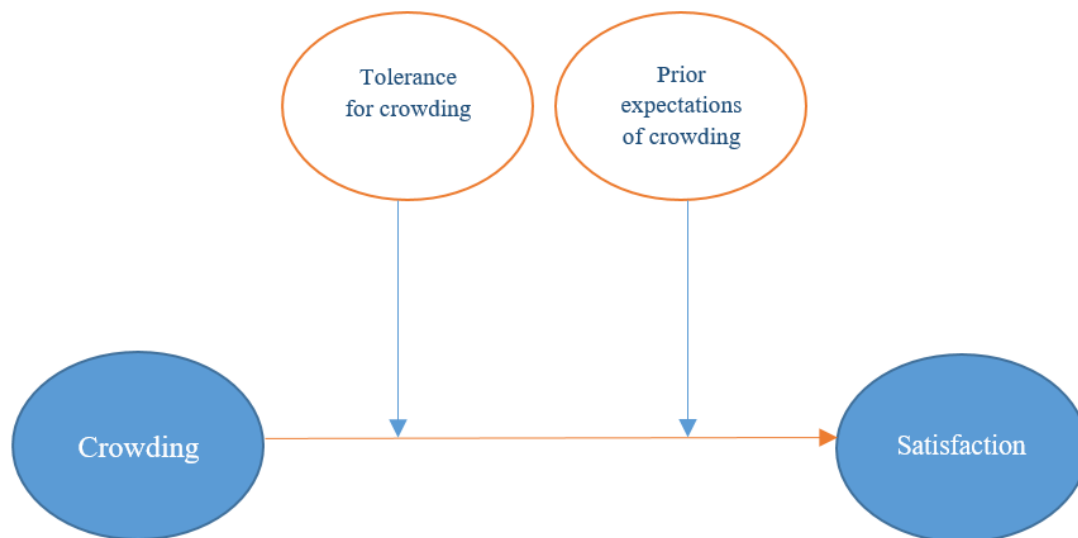 Tolerance
for crowding
Prior
expectations
of crowding
Crowding
Satisfaction